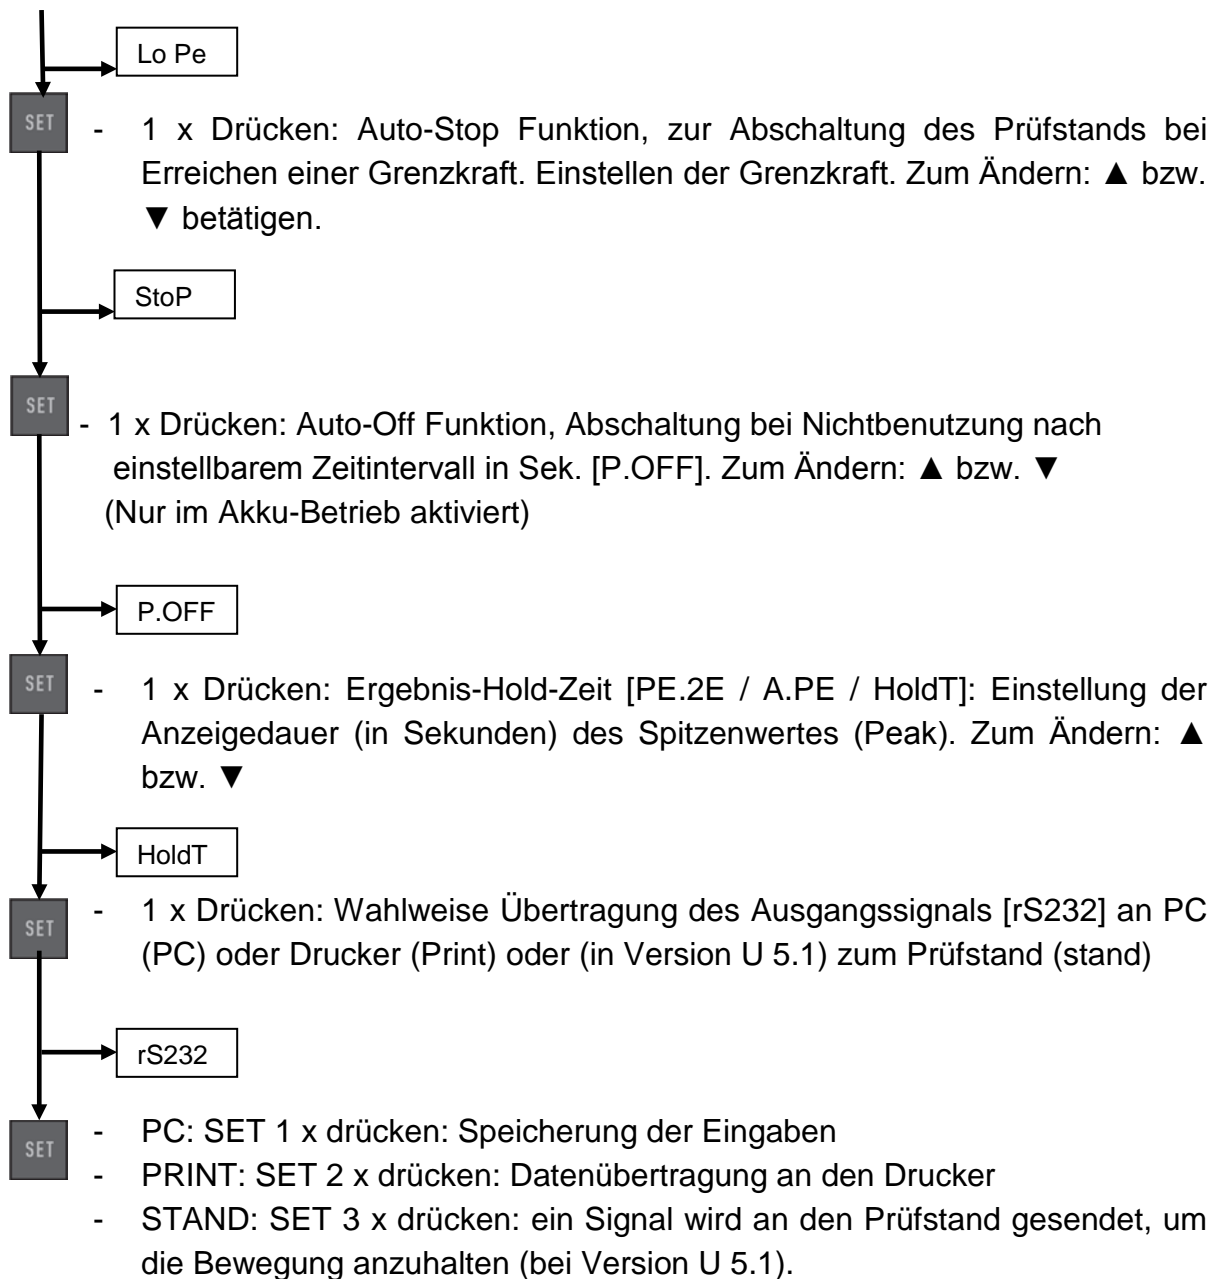 Lo Pe
SET
- 1 x Drücken: Auto-Stop Funktion, zur Abschaltung des Prüfstands bei
Erreichen einer Grenzkraft. Einstellen der Grenzkraft. Zum Ändern: ▲ bzw.
▼ betätigen.
StoP
SET
- 1 x Drücken: Auto-Off Funktion, Abschaltung bei Nichtbenutzung nach
einstellbarem Zeitintervall in Sek. [P.OFF]. Zum Ändern: ▲ bzw. ▼
(Nur im Akku-Betrieb aktiviert)
P.OFF
SET
- 1 x Drücken: Ergebnis-Hold-Zeit [PE.2E / A.PE / HoldT]: Einstellung der
Anzeigedauer (in Sekunden) des Spitzenwertes (Peak). Zum Ändern: ▲
bzw. ▼
HoldT
SET
- 1 x Drücken: Wahlweise Übertragung des Ausgangssignals [rS232] an PC
(PC) oder Drucker (Print) oder (in Version U 5.1) zum Prüfstand (stand)
rS232
SET
- PC: SET 1 x drücken: Speicherung der Eingaben
- PRINT: SET 2 x drücken: Datenübertragung an den Drucker
- STAND: SET 3 x drücken: ein Signal wird an den Prüfstand gesendet, um
die Bewegung anzuhalten (bei Version U 5.1).